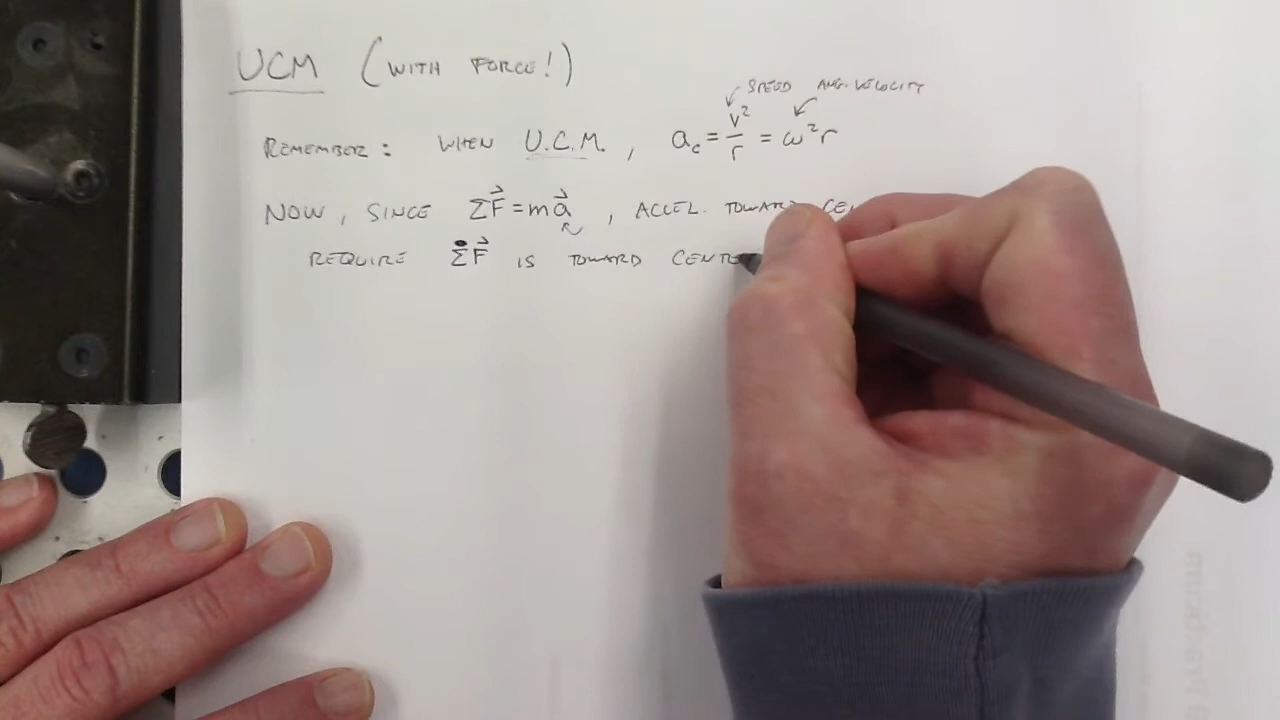 UCM (WITH FORCE!)
SPEED ANG. VELOCITY
REMEMBER: WHEN U.C.M., a_c = v²/r = ω²r
NOW, SINCE ΣF⃗ = ma⃗, ACCEL. TOWARD
REQUIRE ΣF⃗ IS TOWARD CENTE